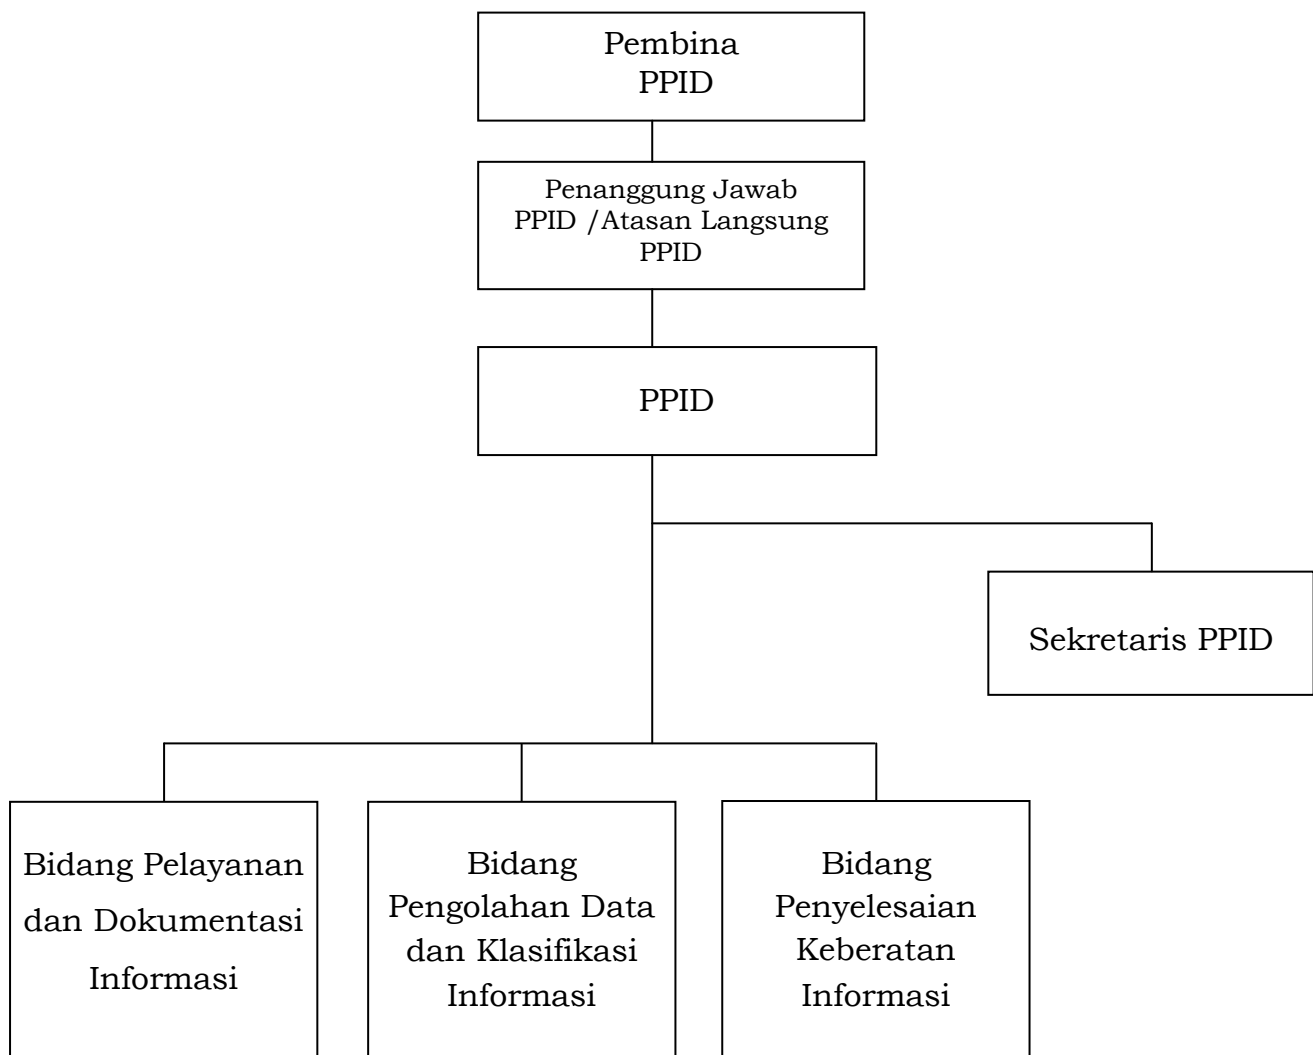 Pembina
PPID
Penanggung Jawab
PPID /Atasan Langsung
PPID
PPID
Sekretaris PPID
Bidang Pelayanan
dan Dokumentasi
Informasi
Bidang
Pengolahan Data
dan Klasifikasi
Informasi
Bidang
Penyelesaian
Keberatan
Informasi